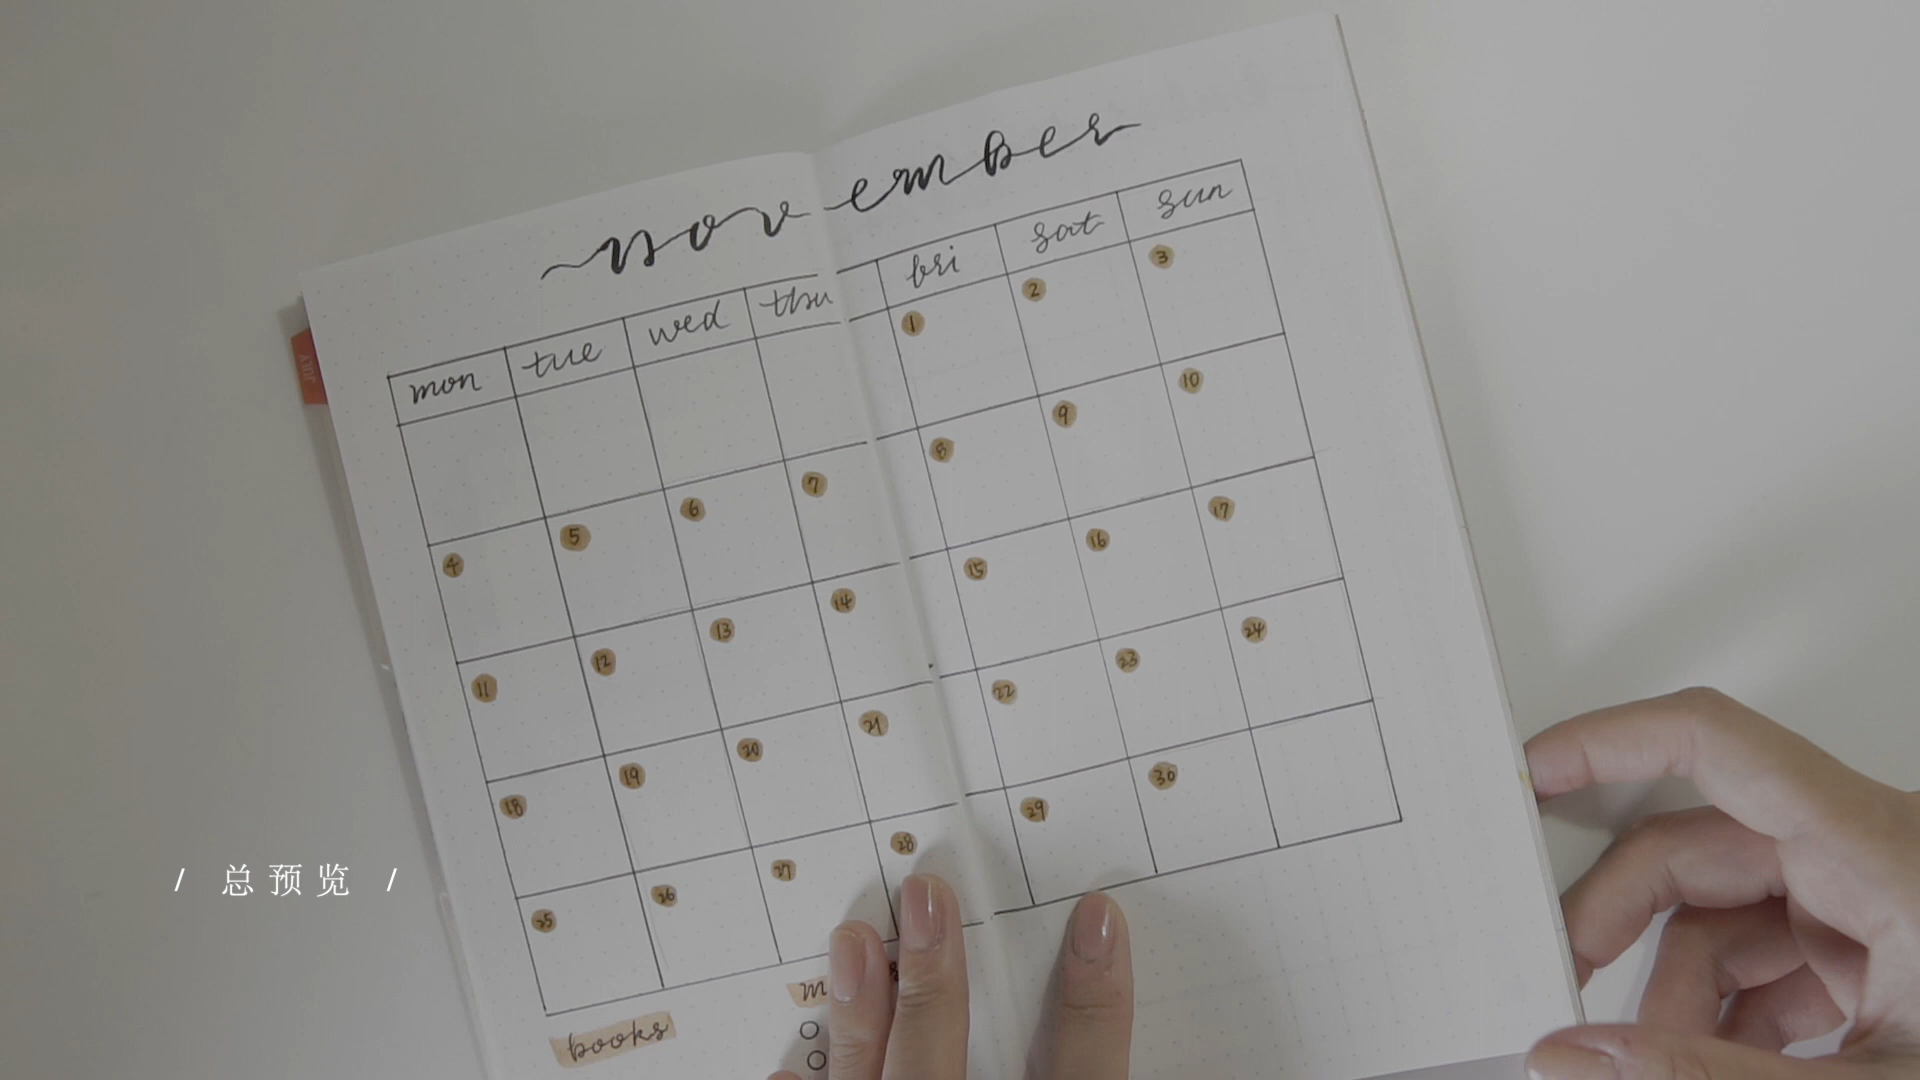 november
mon tue wed thu fri sat sun
1 2 3
4 5 6 7 8 9 10
11 12 13 14 15 16 17
18 19 20 21 22 23 24
25 26 27 28 29 30
books
/ 总预览 /
JULY